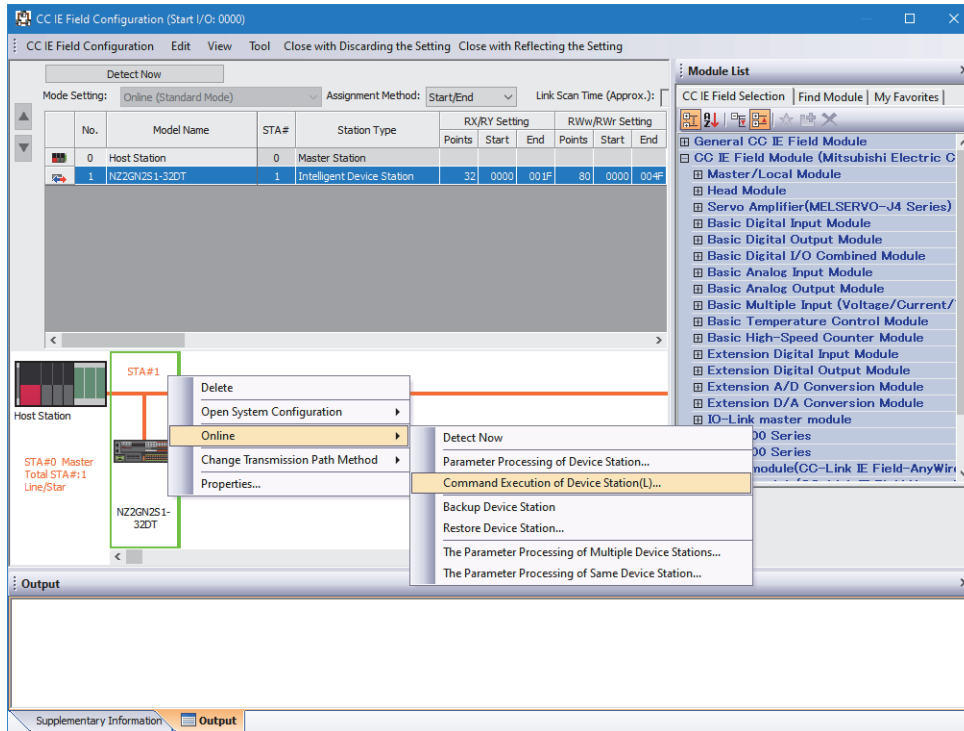 CC IE Field Configuration (Start I/O: 0000)
CC IE Field Configuration Edit View Tool Close with Discarding the Setting Close with Reflecting the Setting
Detect Now
Mode Setting: Online (Standard Mode) Assignment Method: Start/End Link Scan Time (Approx.):
No. Model Name STA# Station Type RX/RY Setting RWw/RWr Setting
Points Start End Points Start End
0 Host Station 0 Master Station
1 NZ2GN2S1-32DT 1 Intelligent Device Station 32 0000 001F 80 0000 004F
Module List
CC IE Field Selection Find Module My Favorites
General CC IE Field Module
CC IE Field Module (Mitsubishi Electric C
Master/Local Module
Head Module
Servo Amplifier(MELSERVO-J4 Series)
Basic Digital Input Module
Basic Digital Output Module
Basic Digital I/O Combined Module
Basic Analog Input Module
Basic Analog Output Module
Basic Multiple Input (Voltage/Current/
Basic Temperature Control Module
Basic High-Speed Counter Module
Extension Digital Input Module
Extension Digital Output Module
Extension A/D Conversion Module
Extension D/A Conversion Module
IO-Link master module
00 Series
00 Series
module(CC-Link IE Field-AnyWire
STA#1
Host Station
STA#0 Master
Total STA#:1
Line/Star
NZ2GN2S1-
32DT
Delete
Open System Configuration
Online
Change Transmission Path Method
Properties...
Detect Now
Parameter Processing of Device Station...
Command Execution of Device Station(L)...
Backup Device Station
Restore Device Station...
The Parameter Processing of Multiple Device Stations...
The Parameter Processing of Same Device Station...
Output
Supplementary Information Output